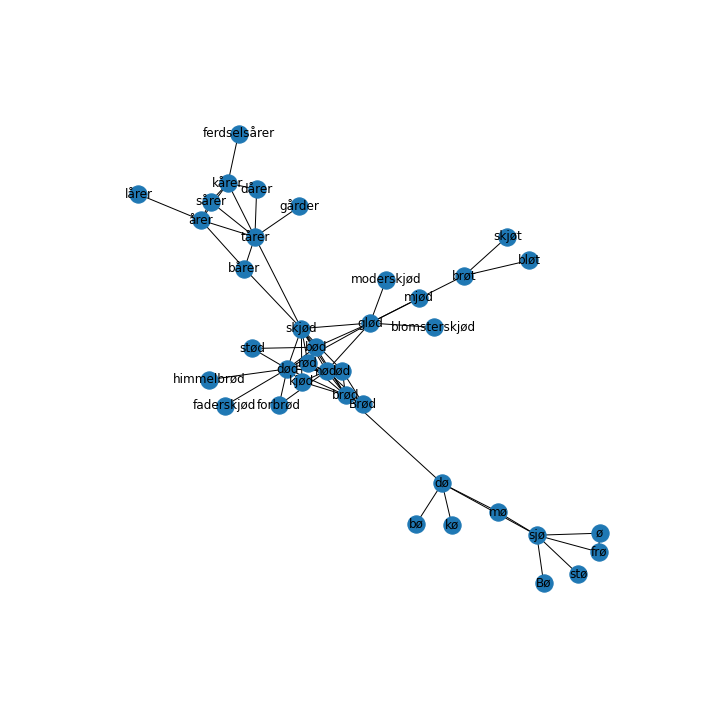 ferdselsårer
kårer
dårer
lårer
sårer
gårder
årer
tårer
skjøt
bårer
bløt
brøt
moderskjød
mjød
glød
skjød
blomsterskjød
stød
bød
rød
død
nød
ød
himmelbrød
kjød
brød
faderskjød
forbrød
Brød
dø
mø
bø
kø
sjø
ø
frø
stø
Bø